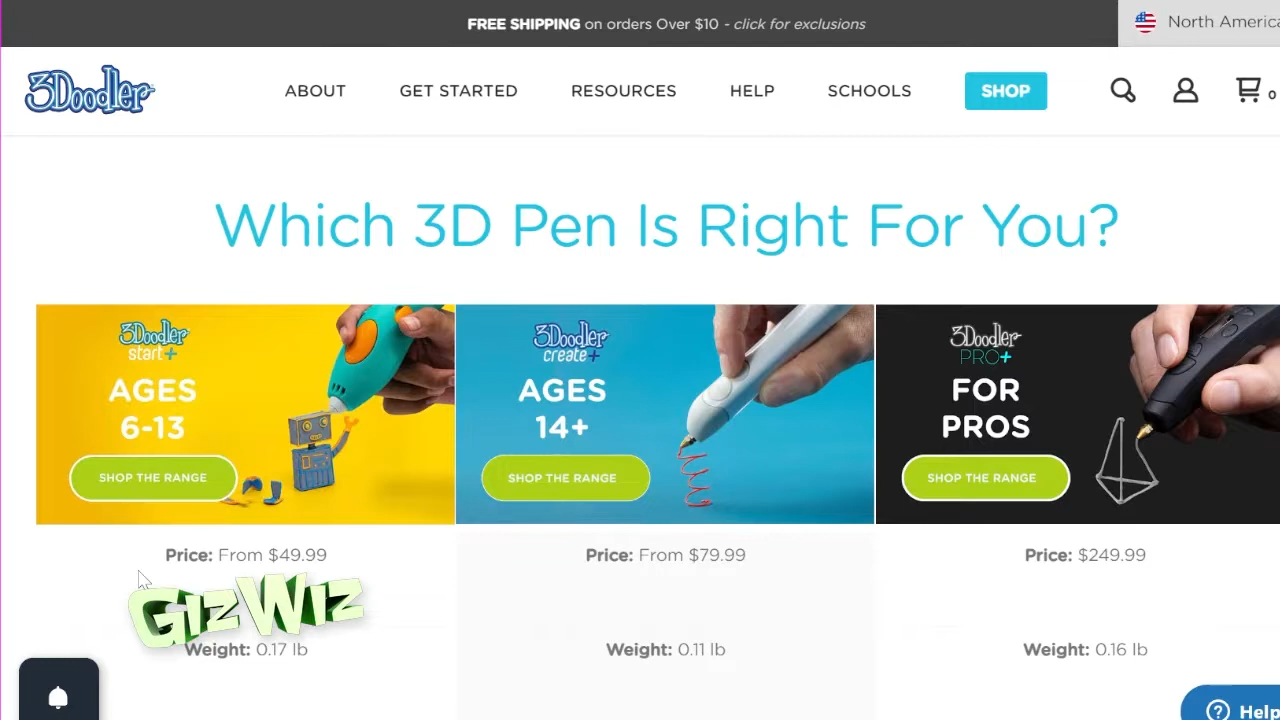 FREE SHIPPING on orders Over $10 - click for exclusions
North America
3Doodler
ABOUT
GET STARTED
RESOURCES
HELP
SCHOOLS
SHOP
0
Which 3D Pen Is Right For You?
3Doodler
start+
AGES
6-13
SHOP THE RANGE
3Doodler
create+
AGES
14+
SHOP THE RANGE
3Doodler
PRO+
FOR
PROS
SHOP THE RANGE
Price: From $49.99
Price: From $79.99
Price: $249.99
GizWiz
Weight: 0.17 lb
Weight: 0.11 lb
Weight: 0.16 lb
Help